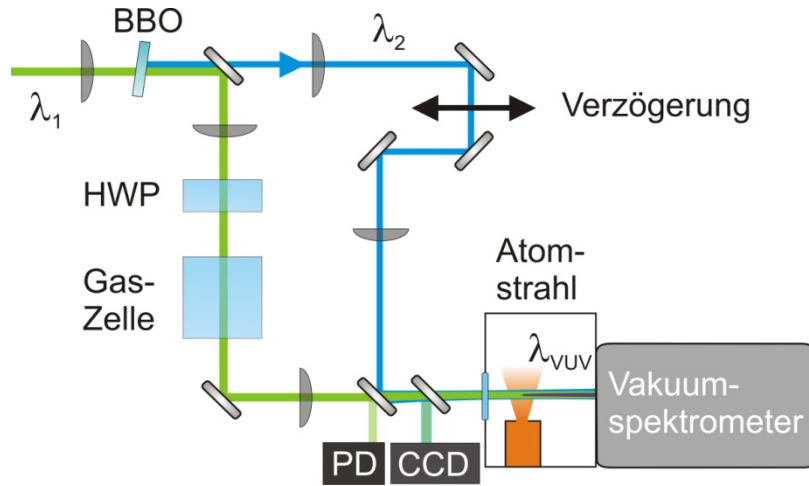 BBO
λ1
λ2
Verzögerung
HWP
Gas-
Zelle
Atom-
strahl
λVUV
Vakuum-
spektrometer
PD
CCD